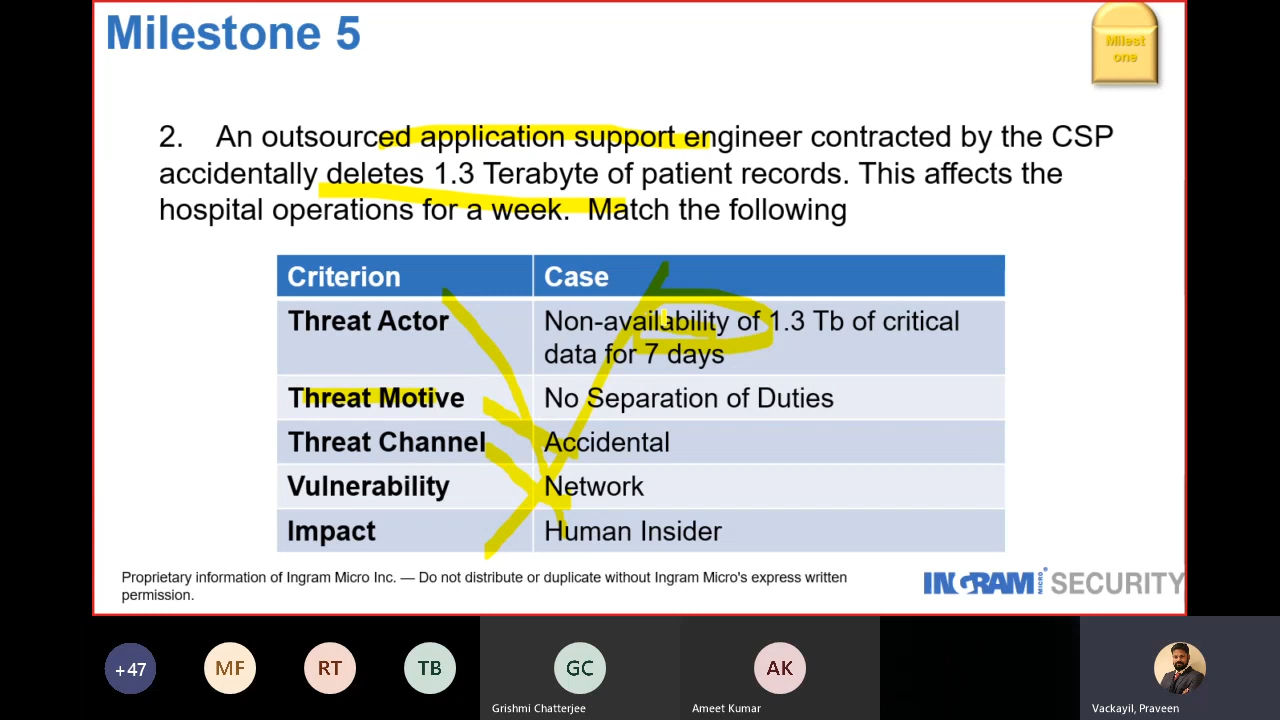 Milestone 5
Milest
one
2. An outsourced application support engineer contracted by the CSP
accidentally deletes 1.3 Terabyte of patient records. This affects the
hospital operations for a week. Match the following
Criterion Case
Threat Actor Non-availability of 1.3 Tb of critical
data for 7 days
Threat Motive No Separation of Duties
Threat Channel Accidental
Vulnerability Network
Impact Human Insider
Proprietary information of Ingram Micro Inc. — Do not distribute or duplicate without Ingram Micro's express written
permission.
INGRAM MICRO SECURITY
+47 MF RT TB GC AK
Grishmi Chatterjee Ameet Kumar Vackayil, Praveen